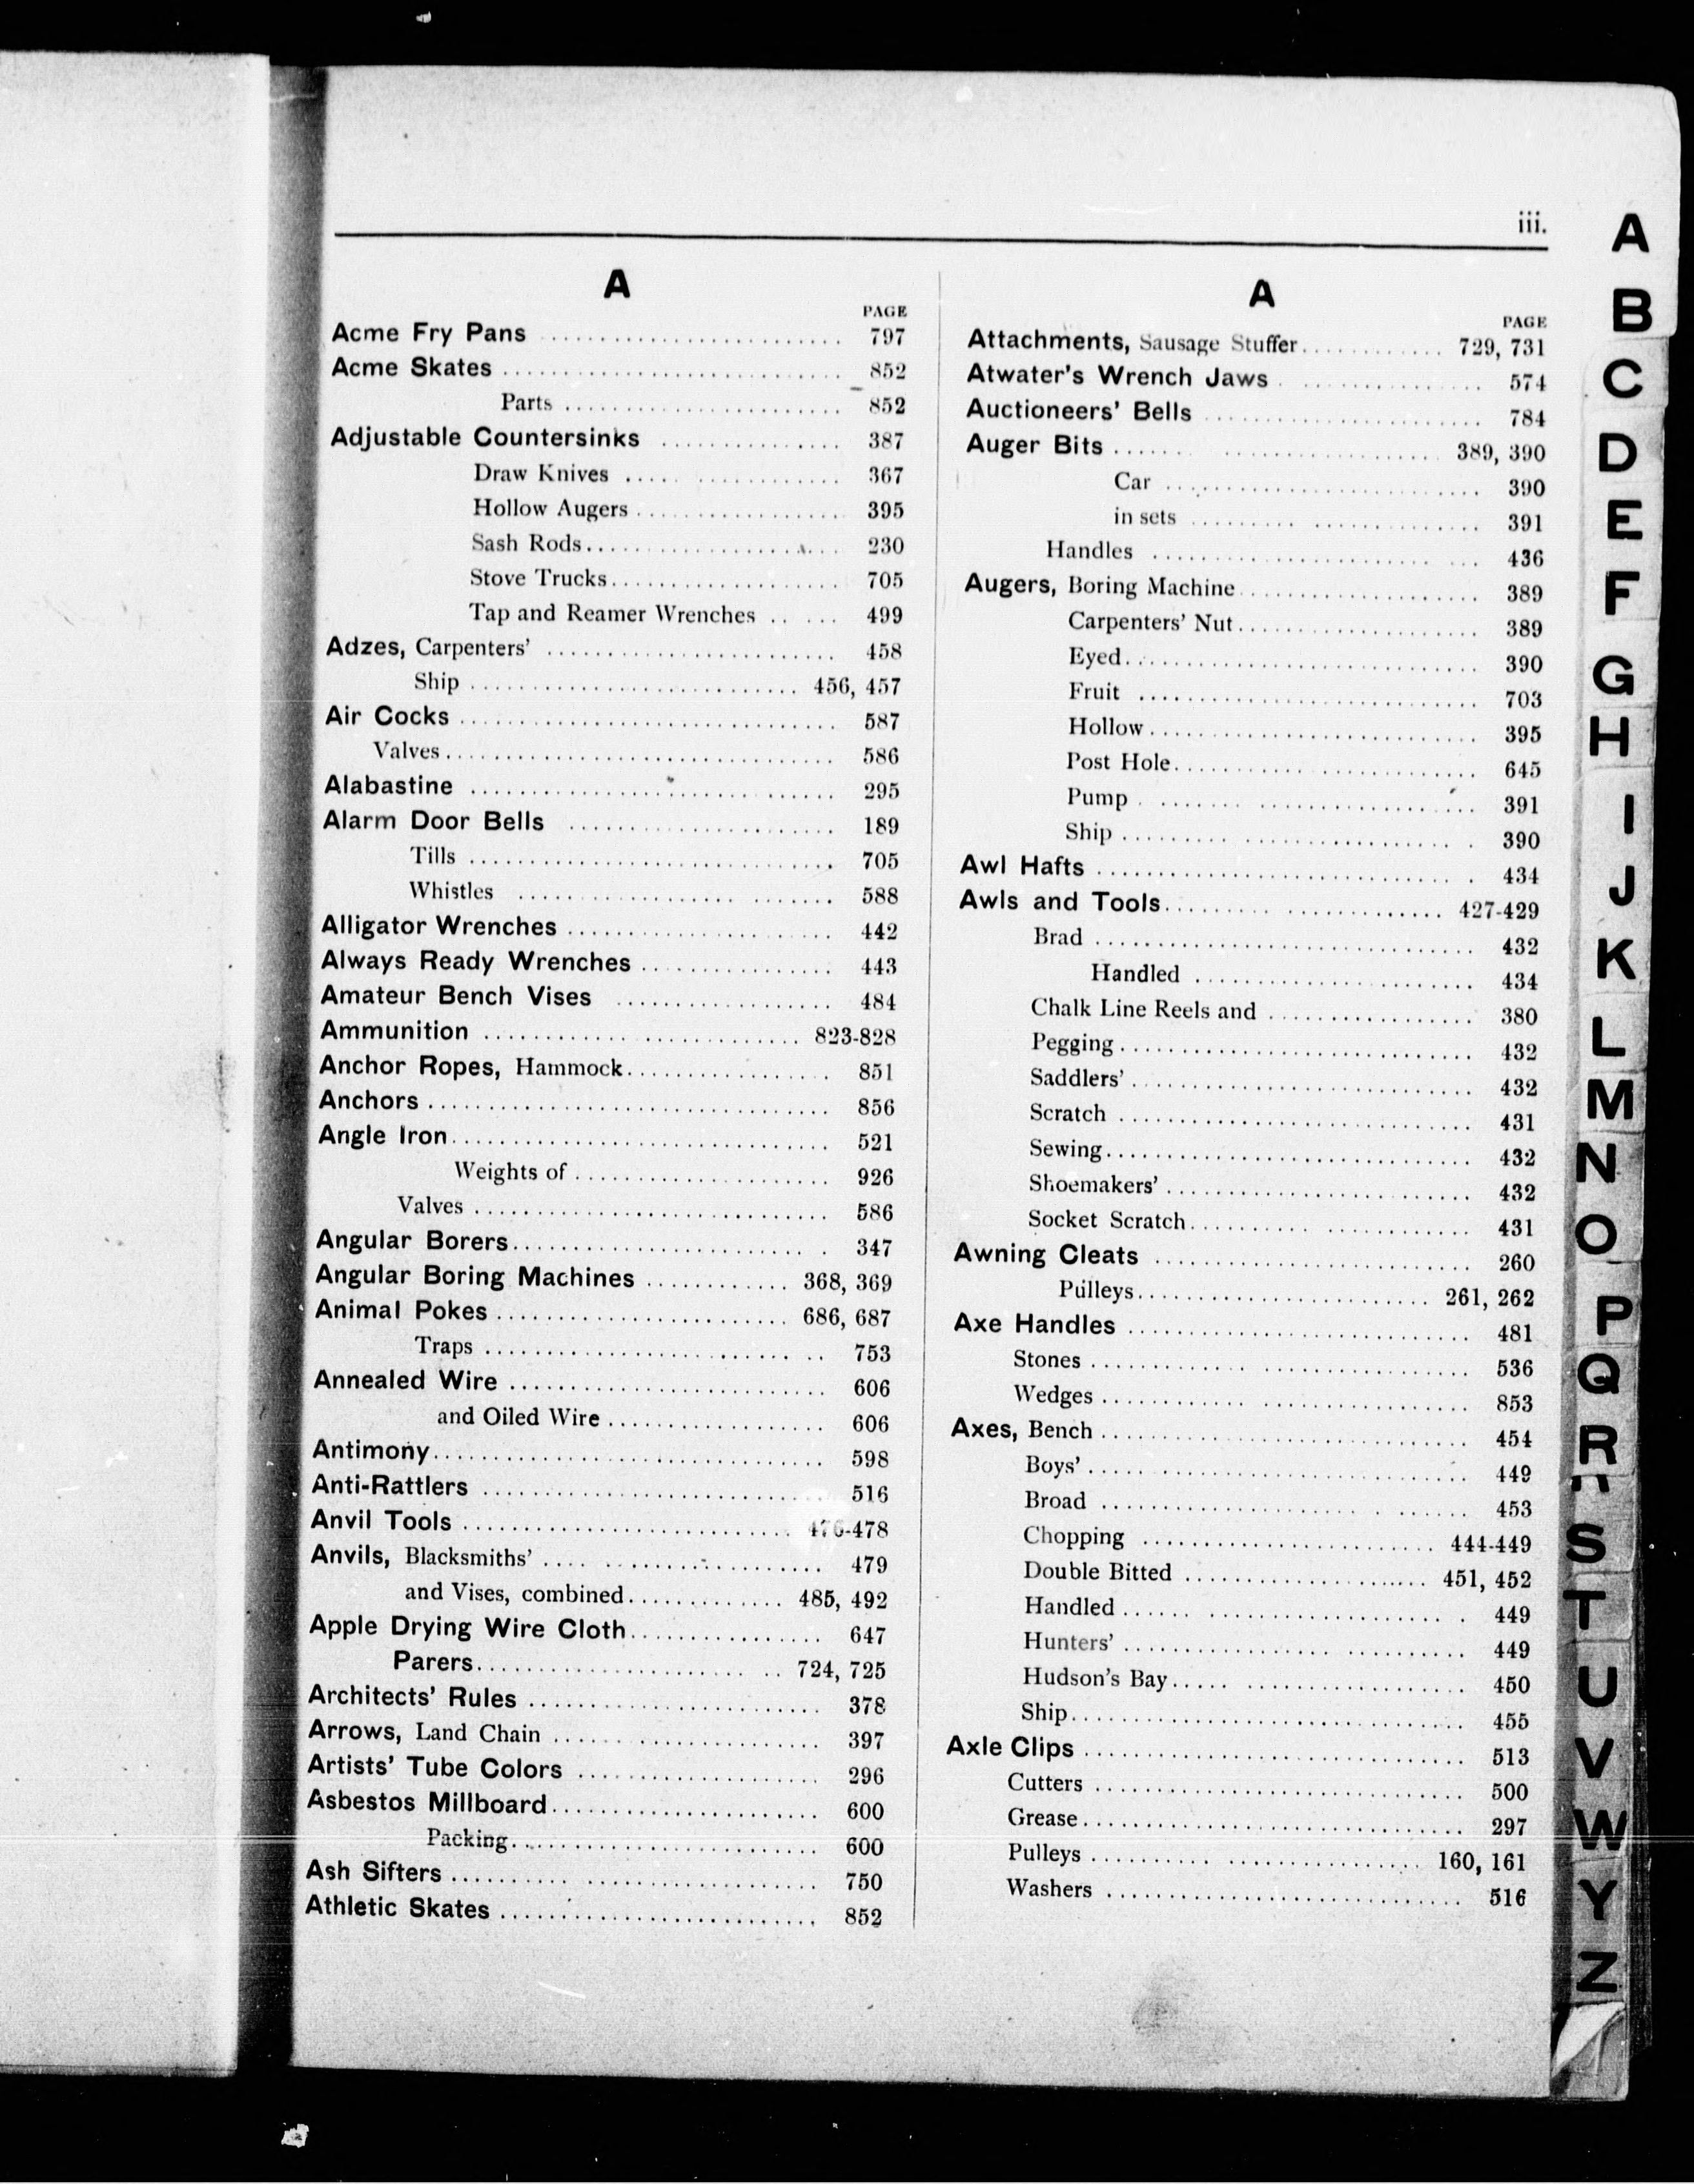 iii.
A
PAGE
Acme Fry Pans ........ 797
Acme Skates ........ 852
Parts ........ 852
Adjustable Countersinks ........ 387
Draw Knives ........ 367
Hollow Augers ........ 395
Sash Rods ........ 230
Stove Trucks ........ 705
Tap and Reamer Wrenches ........ 499
Adzes, Carpenters' ........ 458
Ship ........ 456, 457
Air Cocks ........ 587
Valves ........ 586
Alabastine ........ 295
Alarm Door Bells ........ 189
Tills ........ 705
Whistles ........ 588
Alligator Wrenches ........ 442
Always Ready Wrenches ........ 443
Amateur Bench Vises ........ 484
Ammunition ........ 823-828
Anchor Ropes, Hammock ........ 851
Anchors ........ 856
Angle Iron ........ 521
Weights of ........ 926
Valves ........ 586
Angular Borers ........ 347
Angular Boring Machines ........ 368, 369
Animal Pokes ........ 686, 687
Traps ........ 753
Annealed Wire ........ 606
and Oiled Wire ........ 606
Antimony ........ 598
Anti-Rattlers ........ 516
Anvil Tools ........ 476-478
Anvils, Blacksmiths' ........ 479
and Vises, combined ........ 485, 492
Apple Drying Wire Cloth ........ 647
Parers ........ 724, 725
Architects' Rules ........ 378
Arrows, Land Chain ........ 397
Artists' Tube Colors ........ 296
Asbestos Millboard ........ 600
Packing ........ 600
Ash Sifters ........ 750
Athletic Skates ........ 852
A
PAGE
Attachments, Sausage Stuffer ........ 729, 731
Atwater's Wrench Jaws ........ 574
Auctioneers' Bells ........ 784
Auger Bits ........ 389, 390
Car ........ 390
in sets ........ 391
Handles ........ 436
Augers, Boring Machine ........ 389
Carpenters' Nut ........ 389
Eyed ........ 390
Fruit ........ 703
Hollow ........ 395
Post Hole ........ 645
Pump ........ 391
Ship ........ 390
Awl Hafts ........ 434
Awls and Tools ........ 427-429
Brad ........ 432
Handled ........ 434
Chalk Line Reels and ........ 380
Pegging ........ 432
Saddlers' ........ 432
Scratch ........ 431
Sewing ........ 432
Shoemakers' ........ 432
Socket Scratch ........ 431
Awning Cleats ........ 260
Pulleys ........ 261, 262
Axe Handles ........ 481
Stones ........ 536
Wedges ........ 853
Axes, Bench ........ 454
Boys' ........ 449
Broad ........ 453
Chopping ........ 444-449
Double Bitted ........ 451, 452
Handled ........ 449
Hunters' ........ 449
Hudson's Bay ........ 450
Ship ........ 455
Axle Clips ........ 513
Cutters ........ 500
Grease ........ 297
Pulleys ........ 160, 161
Washers ........ 516
A
B
C
D
E
F
G
H
I
J
K
L
M
N
O
P
Q
R
S
T
U
V
W
Y
Z